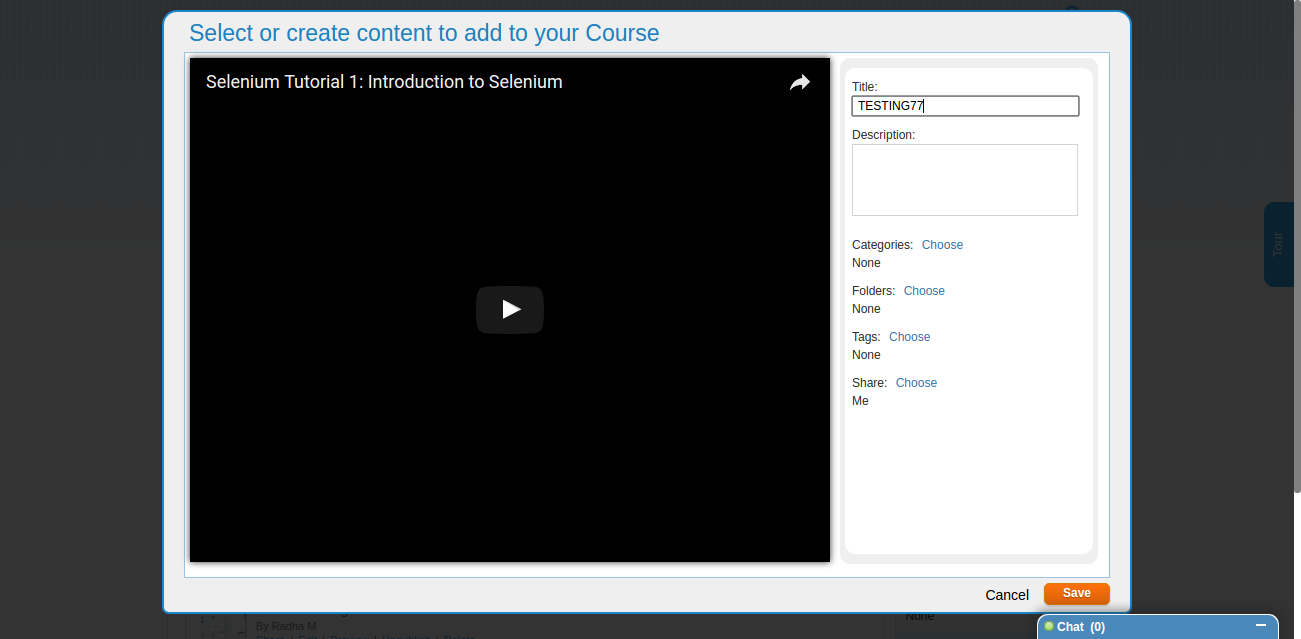 Select or create content to add to your Course
Selenium Tutorial 1: Introduction to Selenium
Title:
TESTING77
Description:
Categories: Choose
None
Folders: Choose
None
Tags: Choose
None
Share: Choose
Me
Tour
Cancel
Save
By Radha M
None
Chat (0)